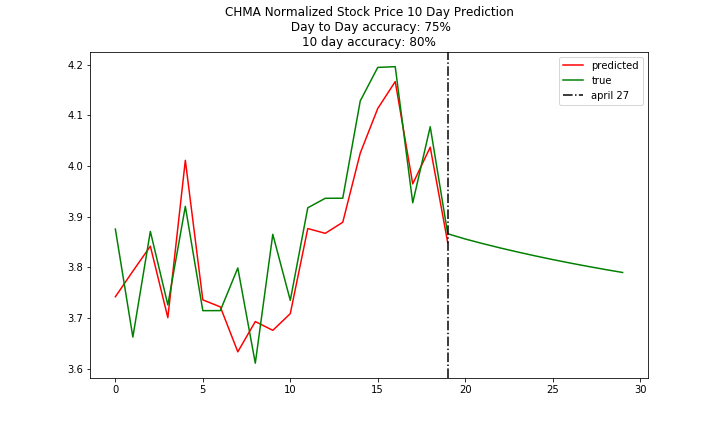 CHMA Normalized Stock Price 10 Day Prediction
Day to Day accuracy: 75%
10 day accuracy: 80%
predicted
true
april 27
4.2
4.1
4.0
3.9
3.8
3.7
3.6
0 5 10 15 20 25 30